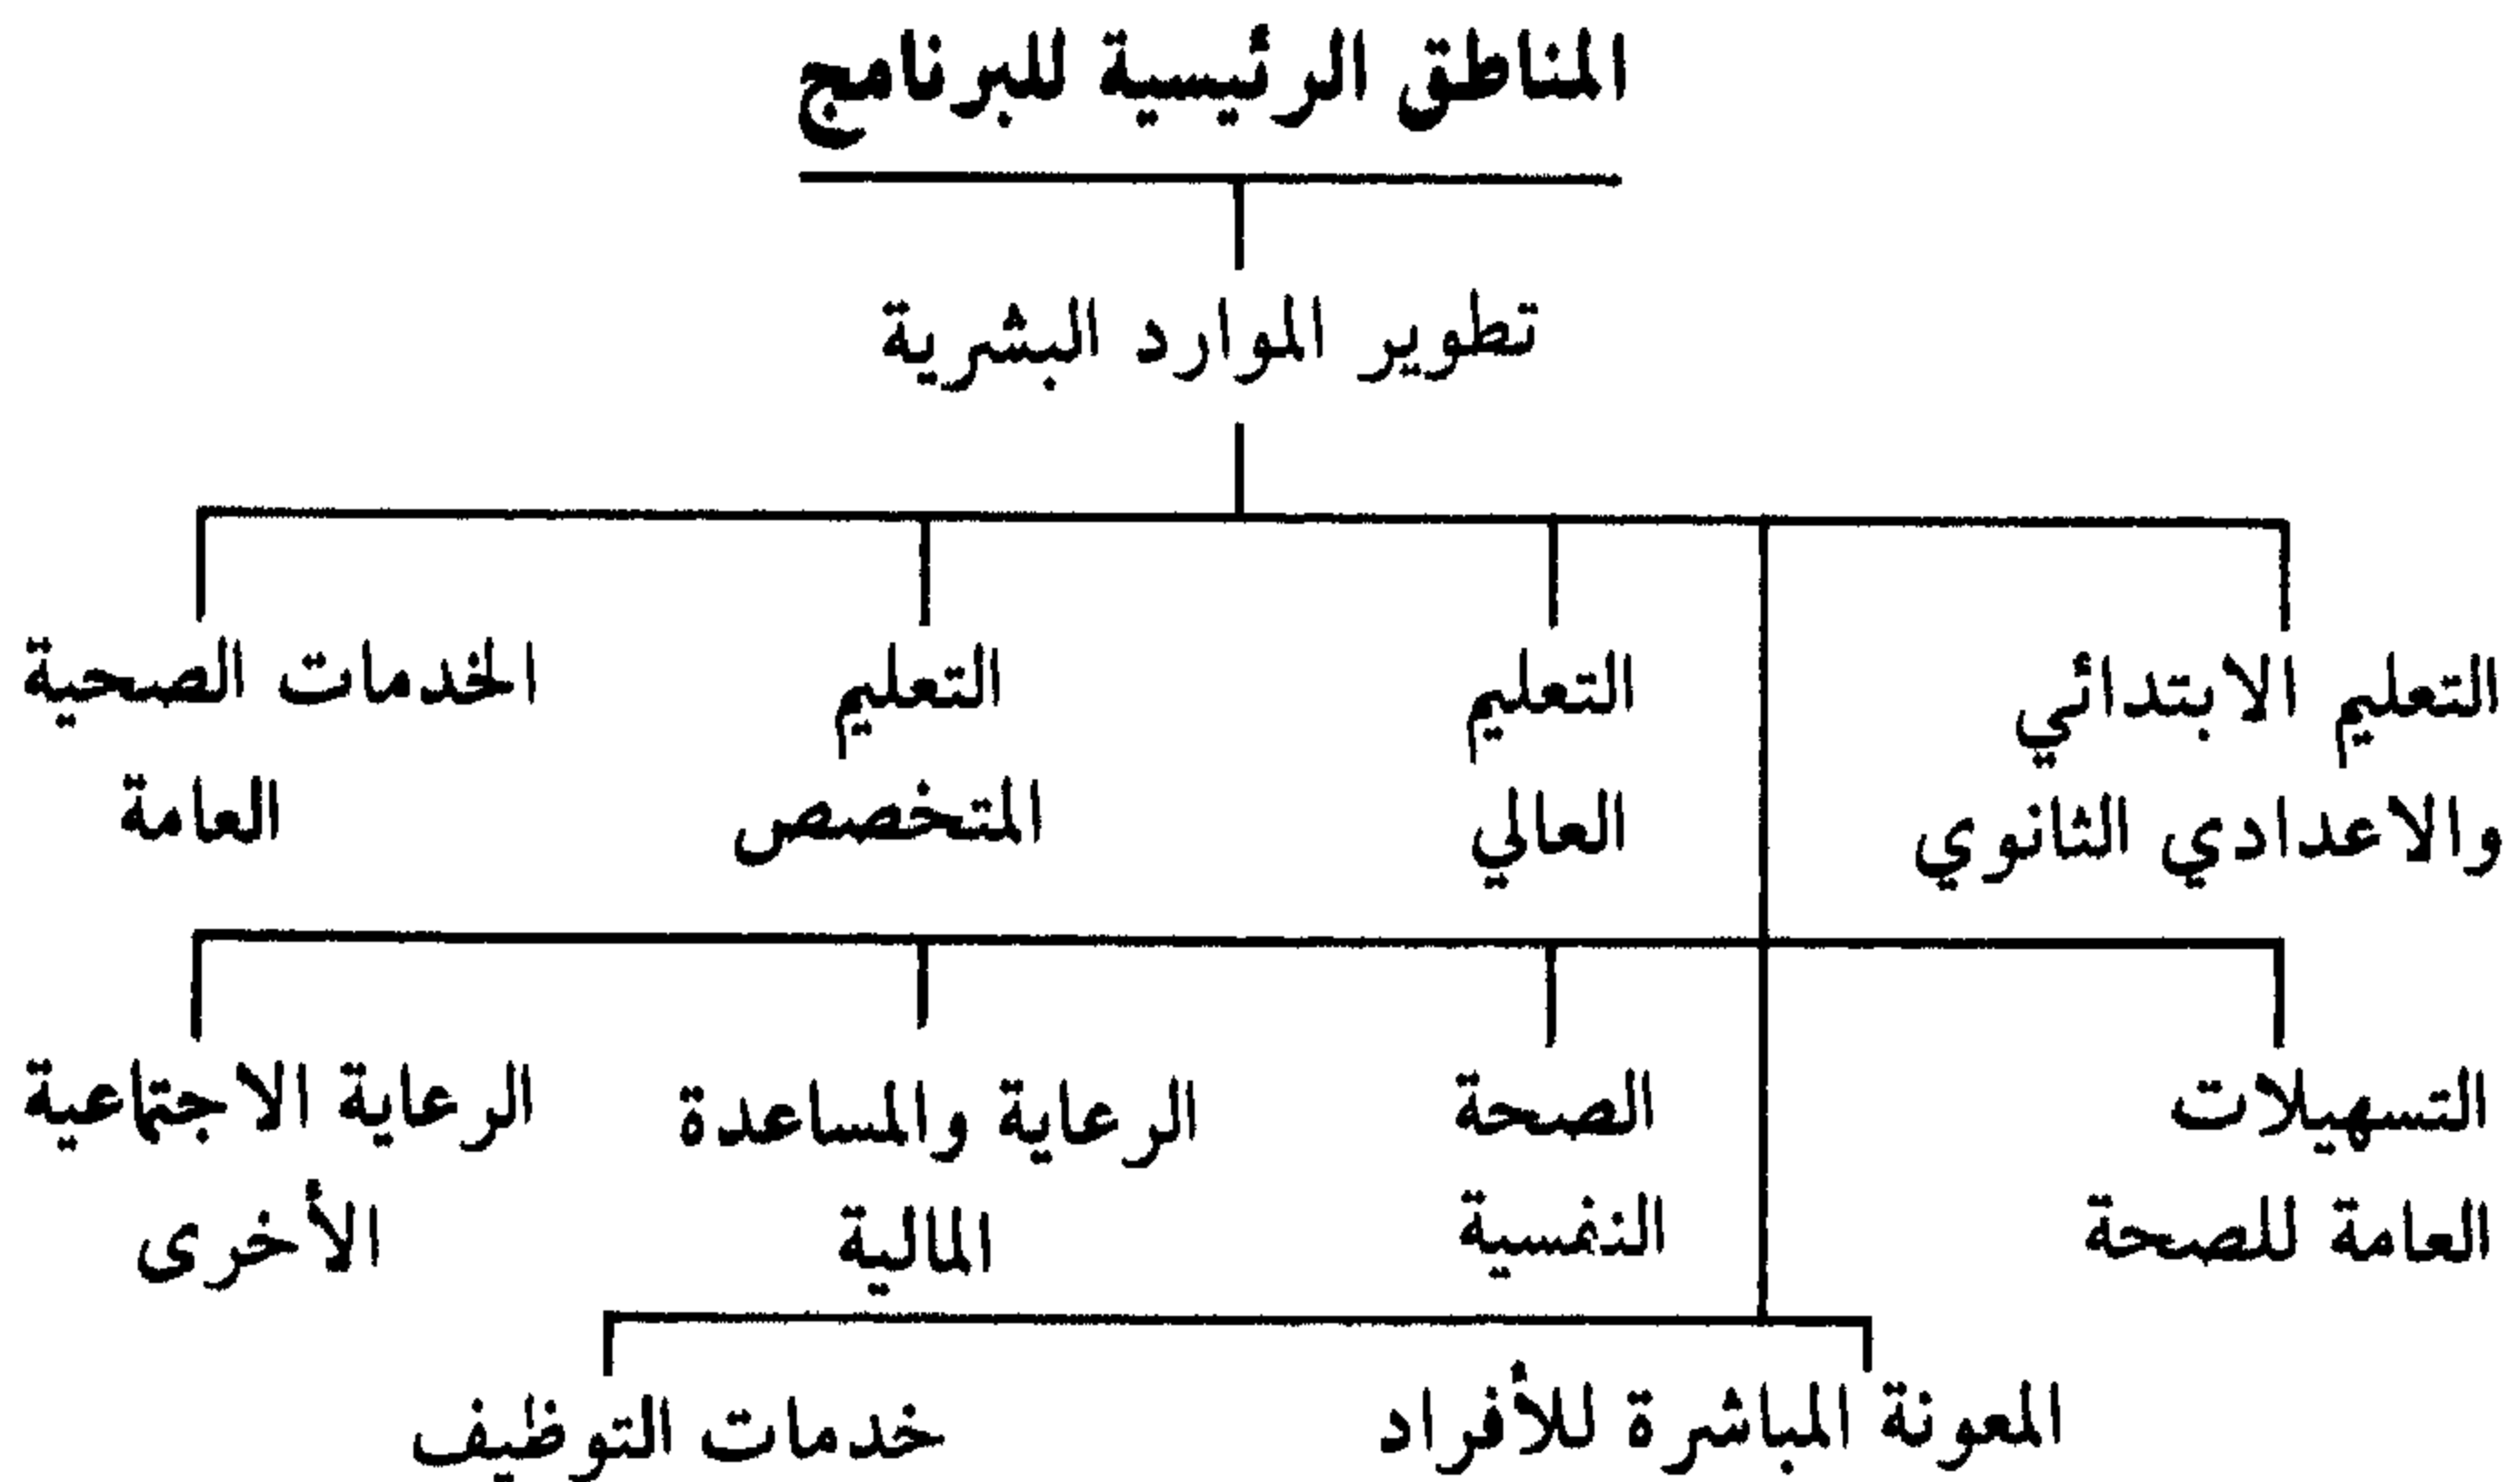 المناطق الرئيسية للبرنامج
تطوير الموارد البشرية
التعليم الابتدائي
والاعدادي الثانوي
التعليم
العالي
التعليم
المتخصص
الخدمات الصحية
العامة
التسهيلات
العامة للصحة
الصحة
النفسية
الرعاية والمساعدة
المالية
الرعاية الاجتماعية
الأخرى
المعونة المباشرة للأفراد
خدمات التوظيف